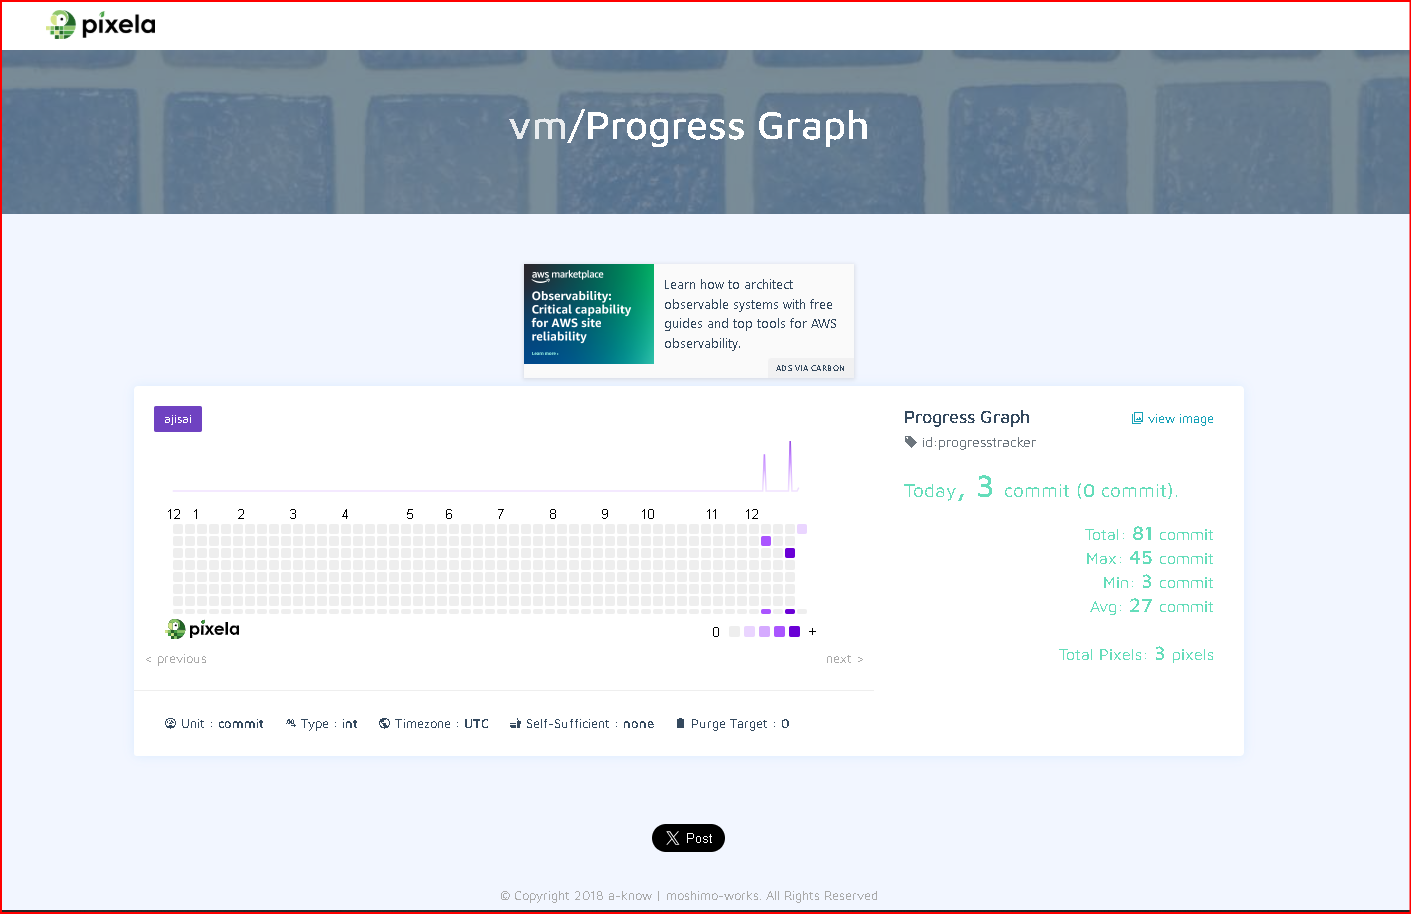 pixela
vm/Progress Graph
aws marketplace
Observability:
Critical capability
for AWS site
reliability
Learn more ›
Learn how to architect
observable systems with free
guides and top tools for AWS
observability.
ADS VIA CARBON
ajisai
12 1 2 3 4 5 6 7 8 9 10 11 12
pixela
0 +
< previous
next >
Unit : commit Type : int Timezone : UTC Self-Sufficient : none Purge Target : 0
Progress Graph
view image
id:progresstracker
Today, 3 commit (0 commit).
Total: 81 commit
Max: 45 commit
Min: 3 commit
Avg: 27 commit
Total Pixels: 3 pixels
X Post
© Copyright 2018 a-know | moshimo-works. All Rights Reserved